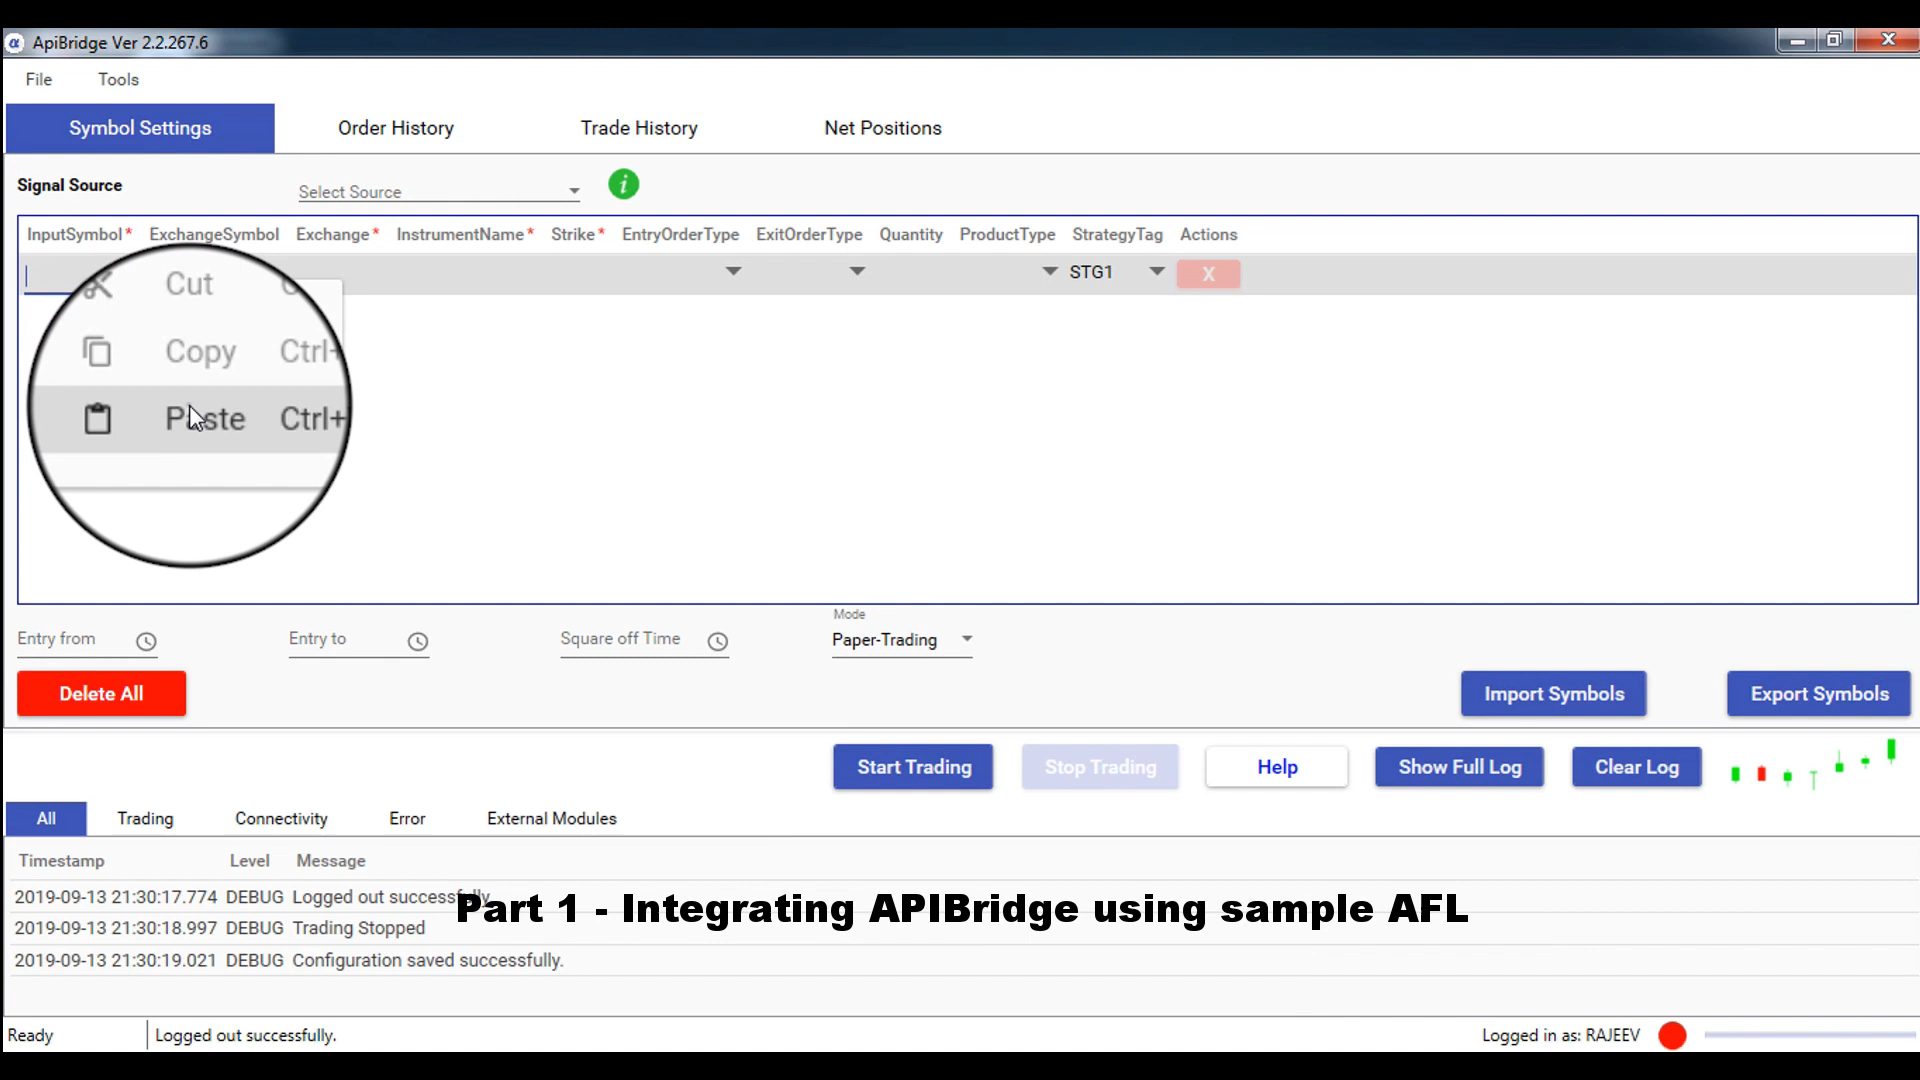 ApiBridge Ver 2.2.267.6
File Tools
Symbol Settings Order History Trade History Net Positions
Signal Source Select Source i
InputSymbol* ExchangeSymbol Exchange* InstrumentName* Strike* EntryOrderType ExitOrderType Quantity ProductType StrategyTag Actions
STG1 X
Cut
Copy Ctrl+
Paste Ctrl+
Mode
Entry from Entry to Square off Time Paper-Trading
Delete All Import Symbols Export Symbols
Start Trading Stop Trading Help Show Full Log Clear Log
All Trading Connectivity Error External Modules
Timestamp Level Message
2019-09-13 21:30:17.774 DEBUG Logged out successfully.
Part 1 - Integrating APIBridge using sample AFL
2019-09-13 21:30:18.997 DEBUG Trading Stopped
2019-09-13 21:30:19.021 DEBUG Configuration saved successfully.
Ready Logged out successfully. Logged in as: RAJEEV